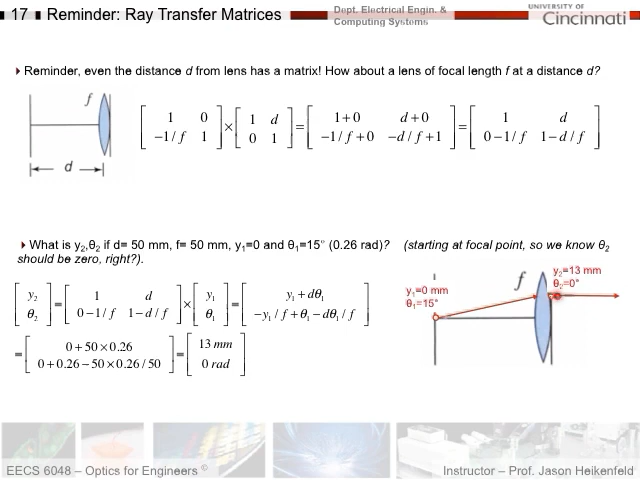 17 Reminder: Ray Transfer Matrices
Dept. Electrical Engin. &
Computing Systems
UNIVERSITY OF
Cincinnati
Reminder, even the distance d from lens has a matrix! How about a lens of focal length f at a distance d?
f
d
[1 0; −1/f 1] × [1 d; 0 1] = [1+0 d+0; −1/f+0 −d/f+1] = [1 d; 0−1/f 1−d/f]
What is y₂,θ₂ if d= 50 mm, f= 50 mm, y₁=0 and θ₁=15° (0.26 rad)? (starting at focal point, so we know θ₂
should be zero, right?).
[y₂; θ₂] = [1 d; 0−1/f 1−d/f] × [y₁; θ₁] = [y₁+dθ₁; −y₁/f+θ₁−dθ₁/f]
= [0+50×0.26; 0+0.26−50×0.26/50] = [13 mm; 0 rad]
y₁=0 mm
θ₁=15°
f
y₂=13 mm
θ₂=0°
EECS 6048 – Optics for Engineers ©
Instructor – Prof. Jason Heikenfeld